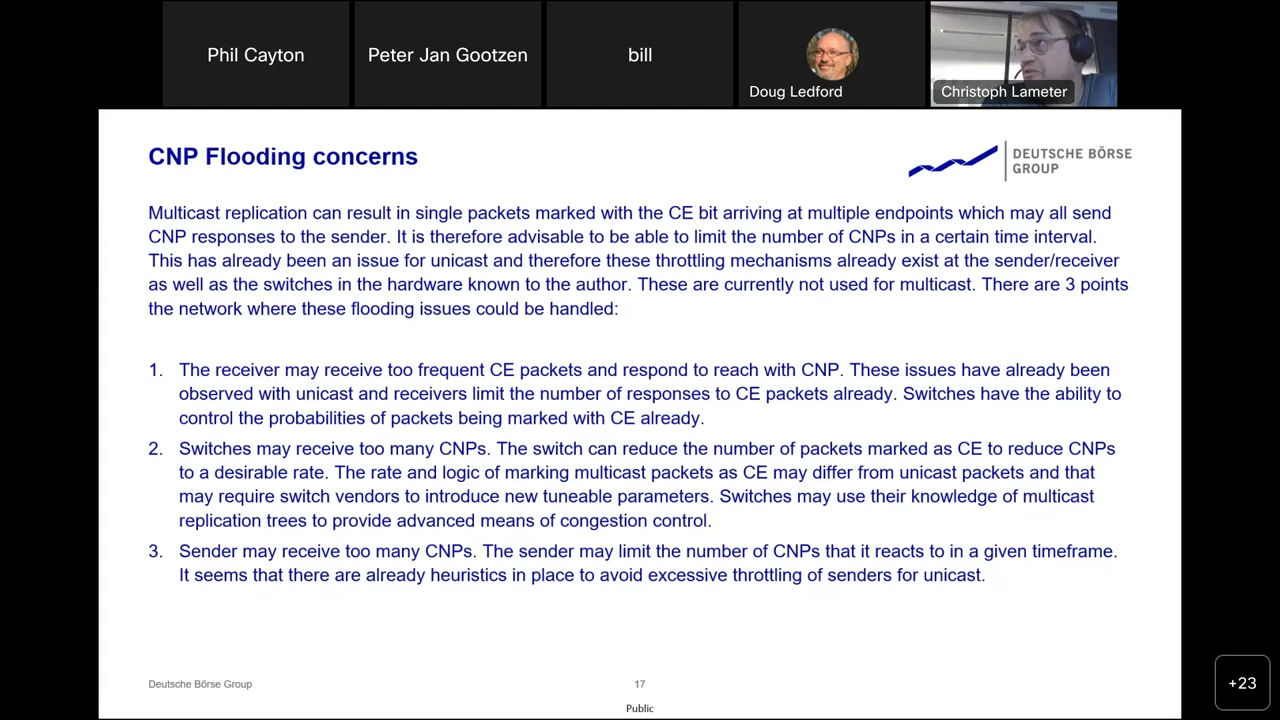 Phil Cayton
Peter Jan Gootzen
bill
Doug Ledford
Christoph Lameter
CNP Flooding concerns
DEUTSCHE BÖRSE
GROUP
Multicast replication can result in single packets marked with the CE bit arriving at multiple endpoints which may all send
CNP responses to the sender. It is therefore advisable to be able to limit the number of CNPs in a certain time interval.
This has already been an issue for unicast and therefore these throttling mechanisms already exist at the sender/receiver
as well as the switches in the hardware known to the author. These are currently not used for multicast. There are 3 points
the network where these flooding issues could be handled:
1. The receiver may receive too frequent CE packets and respond to reach with CNP. These issues have already been
observed with unicast and receivers limit the number of responses to CE packets already. Switches have the ability to
control the probabilities of packets being marked with CE already.
2. Switches may receive too many CNPs. The switch can reduce the number of packets marked as CE to reduce CNPs
to a desirable rate. The rate and logic of marking multicast packets as CE may differ from unicast packets and that
may require switch vendors to introduce new tuneable parameters. Switches may use their knowledge of multicast
replication trees to provide advanced means of congestion control.
3. Sender may receive too many CNPs. The sender may limit the number of CNPs that it reacts to in a given timeframe.
It seems that there are already heuristics in place to avoid excessive throttling of senders for unicast.
Deutsche Börse Group
17
Public
+23